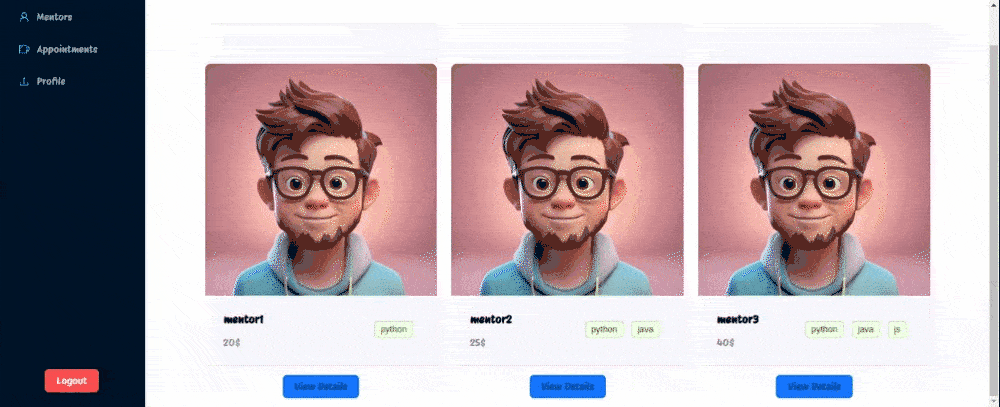 Mentors
Appointments
Profile
Logout
mentor1
20$
python
View Details
mentor2
25$
python java
View Details
mentor3
40$
python java js
View Details